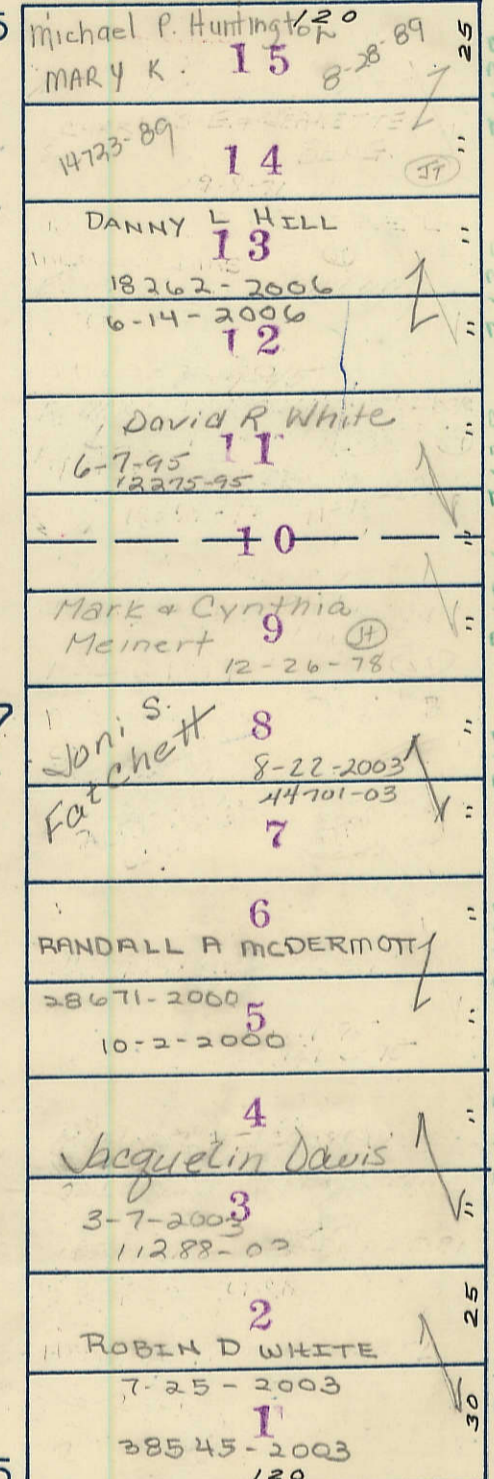 120
Michael P. Huntington
MARY K. 15 8-28-89 25
14723-89 14 JT "
DANNY L HILL "
13
18262-2006
6-14-2006
12 "
David R White "
11
6-7-95
12275-95
10 "
Mark & Cynthia
9 "
Meinert JT
12-26-78
Joni S. 8 "
Fatchett 8-22-2003
44701-03 "
7
6 "
RANDALL A McDERMOTT
28671-2000
5 "
10-2-2000
4 "
Jacquelin Davis
3 "
3-7-2003
11288-03
2 25
ROBIN D WHITE
7-25-2003
1 30
38545-2003
120